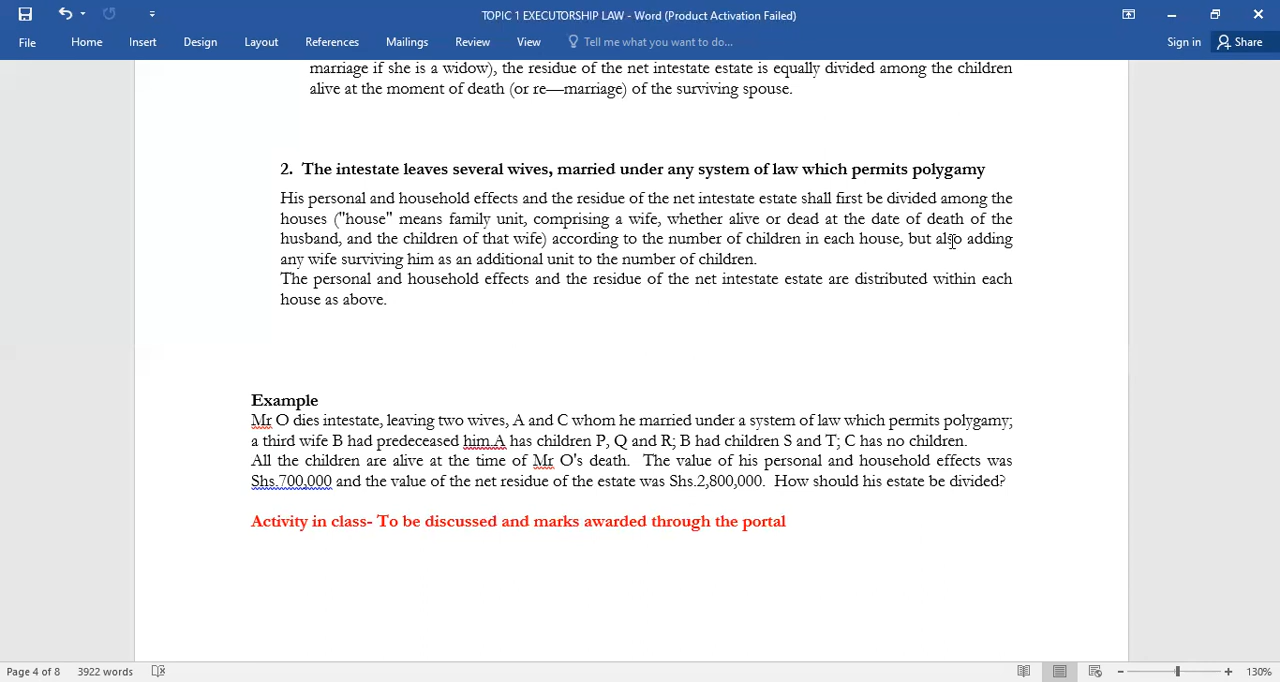 TOPIC 1 EXECUTORSHIP LAW - Word (Product Activation Failed)
File Home Insert Design Layout References Mailings Review View Tell me what you want to do... Sign in Share
marriage if she is a widow), the residue of the net intestate estate is equally divided among the children
alive at the moment of death (or re—marriage) of the surviving spouse.
2. The intestate leaves several wives, married under any system of law which permits polygamy
His personal and household effects and the residue of the net intestate estate shall first be divided among the
houses ("house" means family unit, comprising a wife, whether alive or dead at the date of death of the
husband, and the children of that wife) according to the number of children in each house, but also adding
any wife surviving him as an additional unit to the number of children.
The personal and household effects and the residue of the net intestate estate are distributed within each
house as above.
Example
Mr O dies intestate, leaving two wives, A and C whom he married under a system of law which permits polygamy;
a third wife B had predeceased him.A has children P, Q and R; B had children S and T; C has no children.
All the children are alive at the time of Mr O's death. The value of his personal and household effects was
Shs.700,000 and the value of the net residue of the estate was Shs.2,800,000. How should his estate be divided?
Activity in class- To be discussed and marks awarded through the portal
Page 4 of 8 3922 words 130%